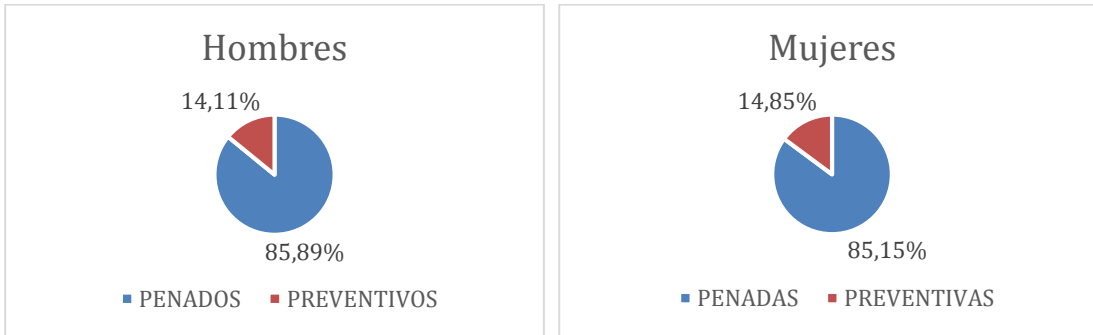 Hombres
14,11%
85,89%
PENADOS PREVENTIVOS
Mujeres
14,85%
85,15%
PENADAS PREVENTIVAS